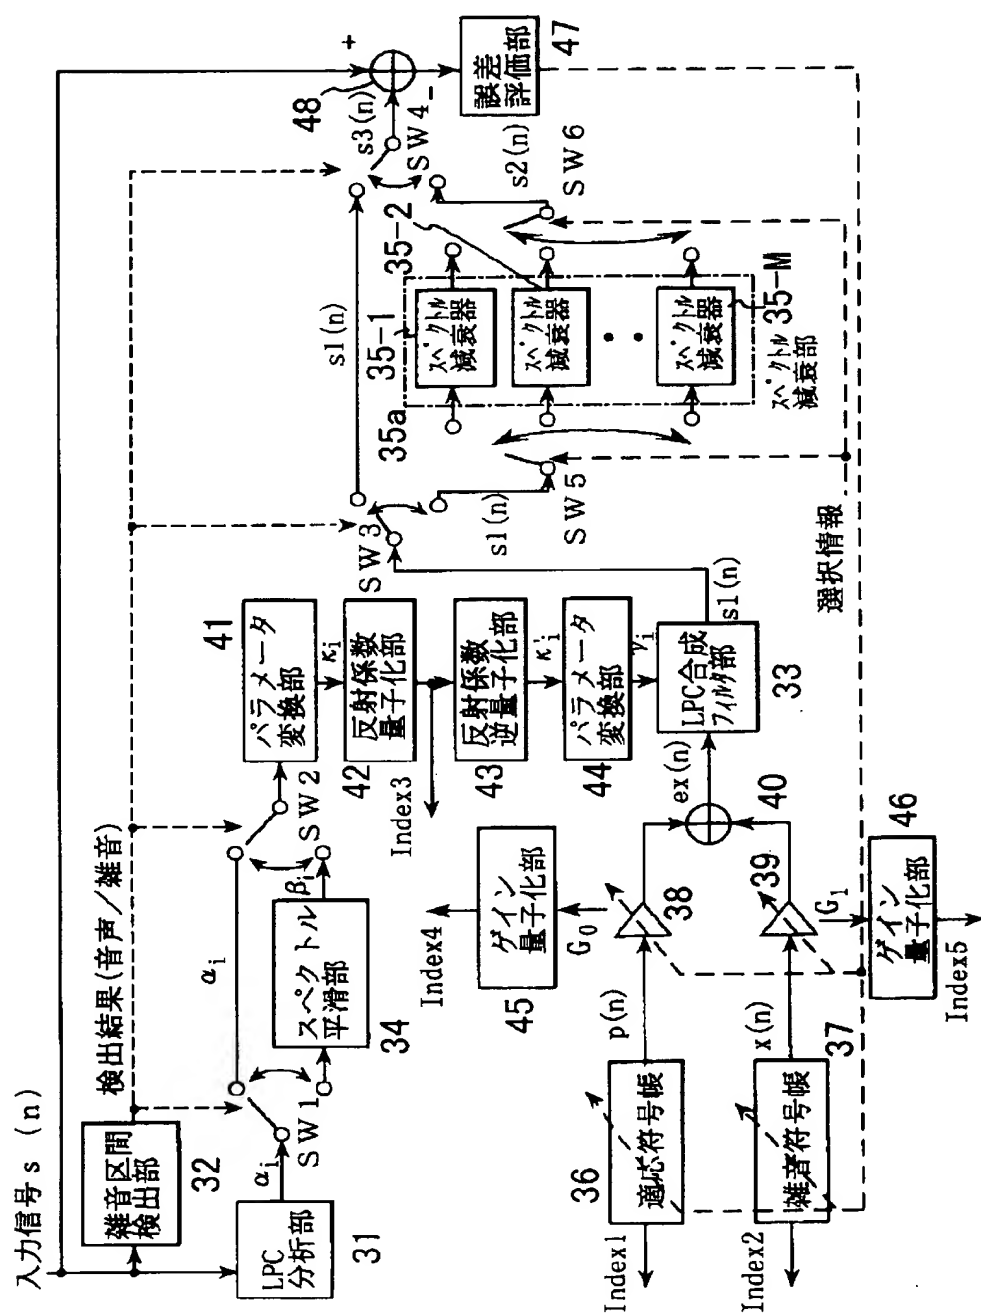 入力信号s(n)
雑音区間
検出部
32
検出結果(音声/雑音)
LPC
分析部
31
αi
SW1
αi
スペクトル
平滑部
34
βi
SW2
パラメータ
変換部
41
κi
反射係数
量子化部
42
Index3
反射係数
逆量子化部
43
κ'i
パラメータ
変換部
44
γi
LPC合成
フィルタ部
33
s1(n)
SW3
s1(n)
s1(n)
SW5
35a
35-1
スペクトル
減衰器
35-2
スペクトル
減衰器
スペクトル
減衰器
35-M
スペクトル
減衰部
SW6
s2(n)
SW4
s3(n)
48
+
-
誤差
評価部
47
選択情報
Index1
適応符号帳
36
p(n)
38
G0
ゲイン
量子化部
45
Index4
ex(n)
40
Index2
雑音符号帳
37
x(n)
39
G1
ゲイン
量子化部
46
Index5